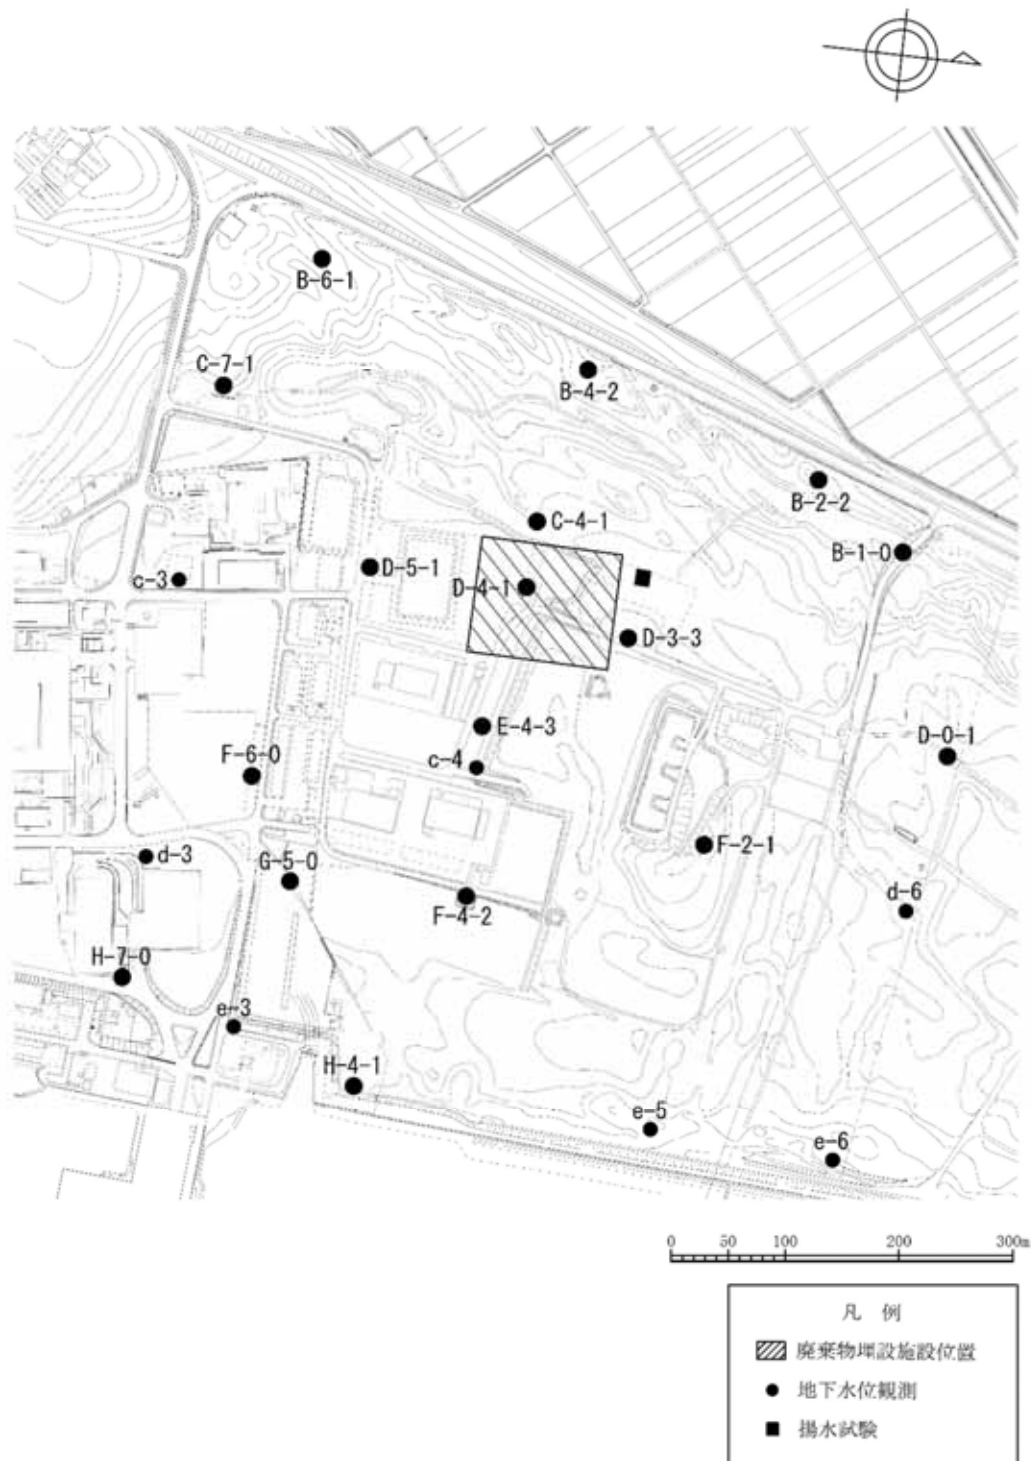 B-6-1
C-7-1
B-4-2
B-2-2
C-4-1
B-1-0
D-5-1
c-3
D-4-1
D-3-3
E-4-3
D-0-1
c-4
F-6-0
F-2-1
d-3
G-5-0
d-6
F-4-2
H-7-0
e-3
H-4-1
e-5
e-6
0 50 100 200 300m
凡 例
廃棄物埋設施設位置
地下水位観測
揚水試験